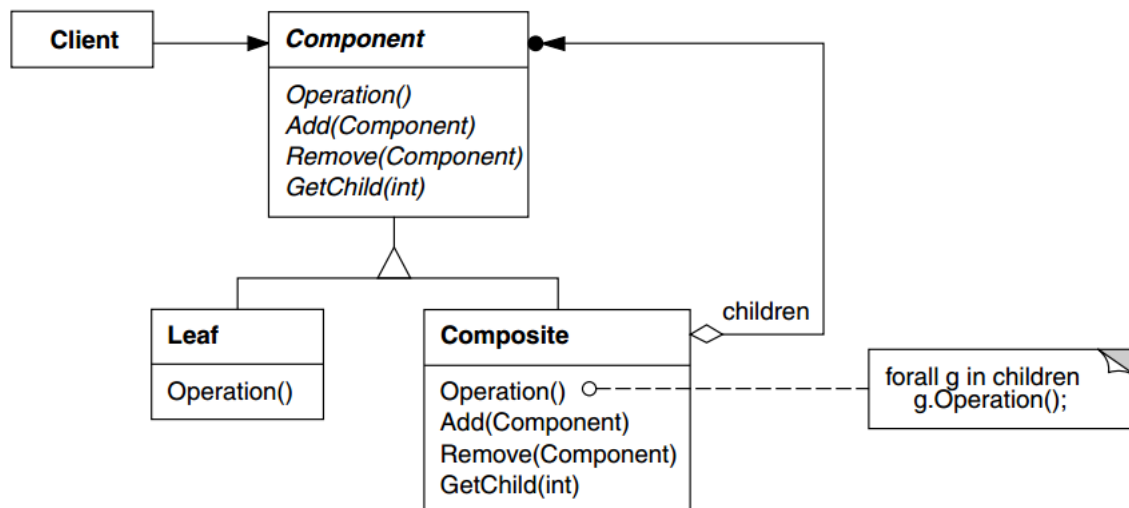 Client
Component
Operation()
Add(Component)
Remove(Component)
GetChild(int)
Leaf
Operation()
Composite
Operation()
Add(Component)
Remove(Component)
GetChild(int)
children
forall g in children
g.Operation();